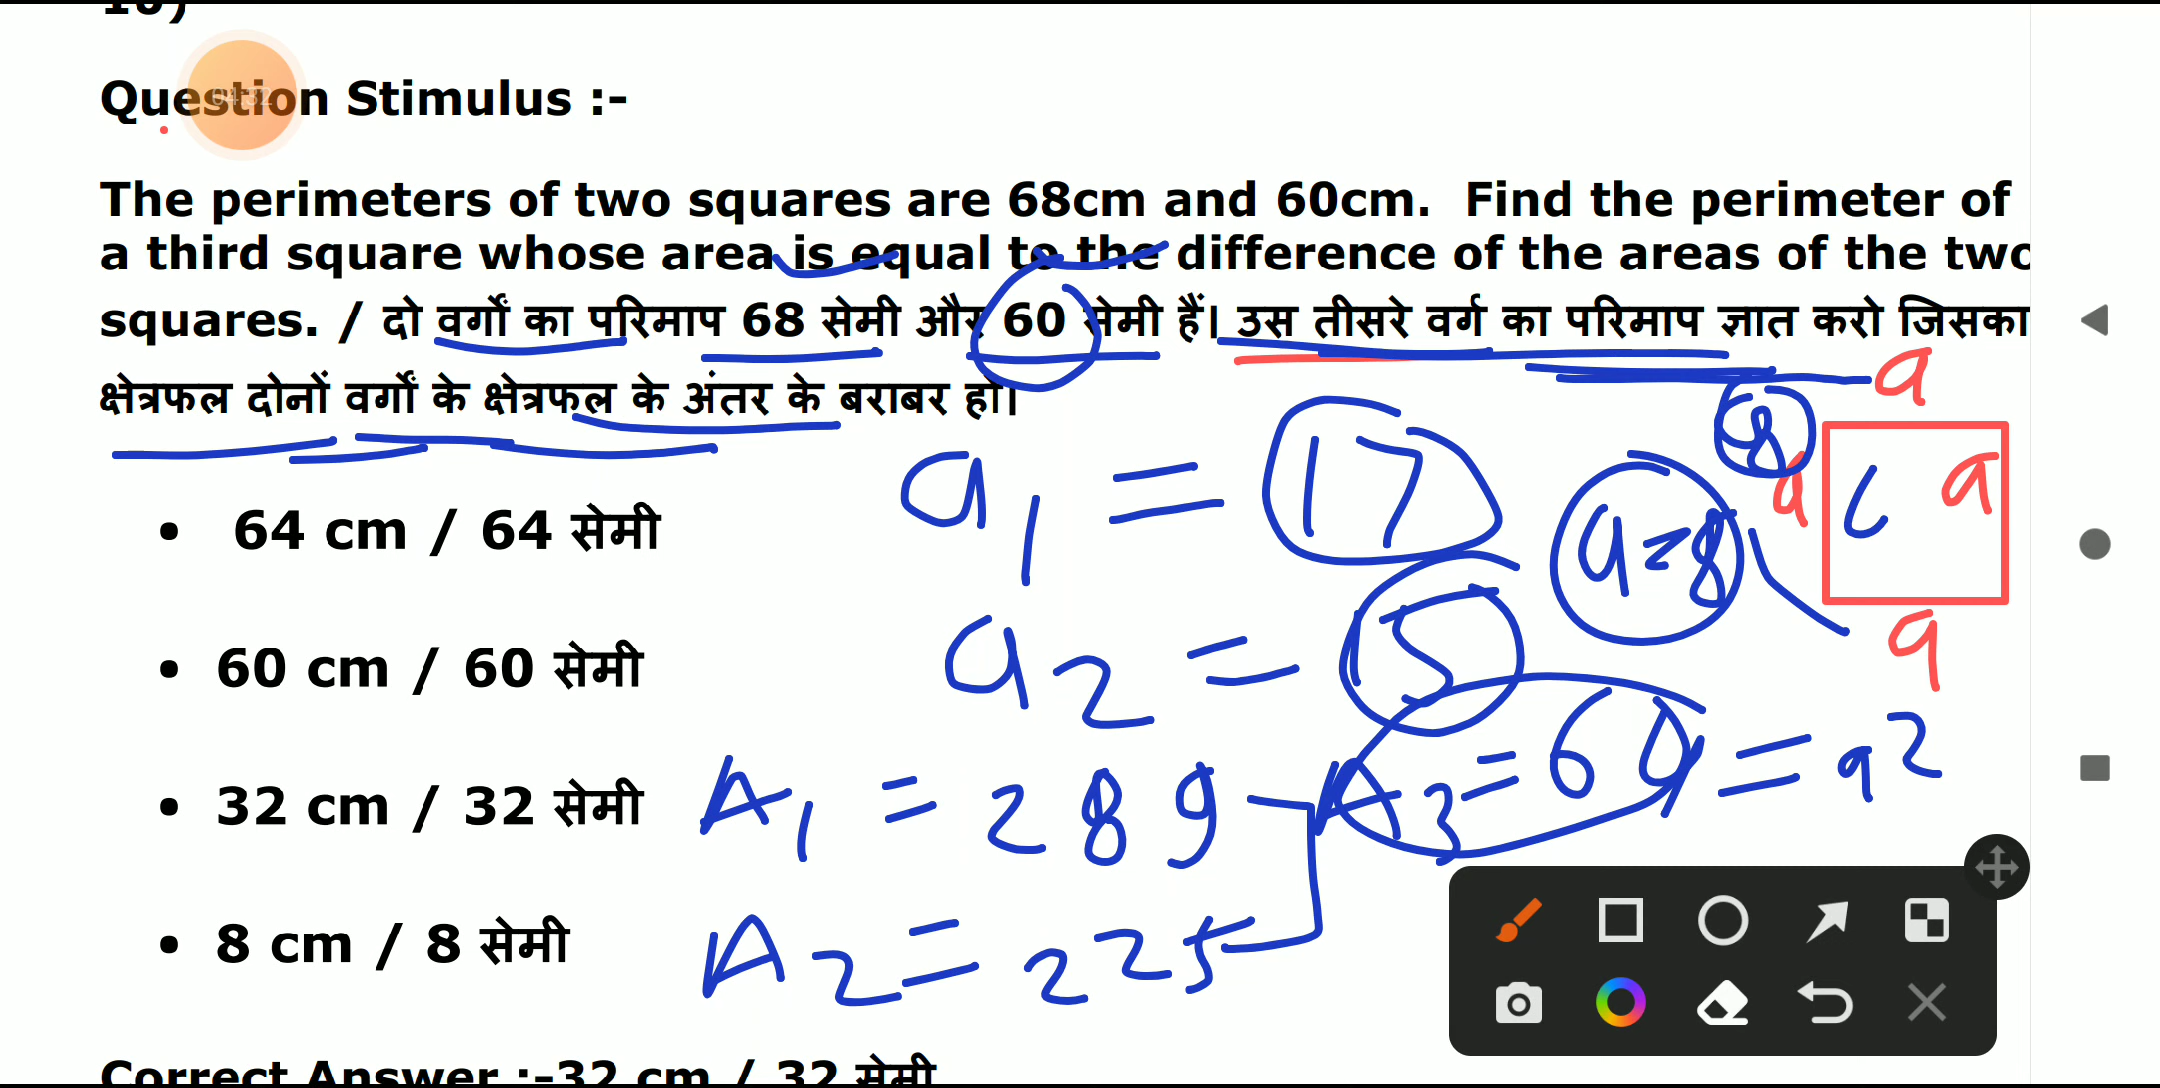 Question Stimulus :-
04:32
The perimeters of two squares are 68cm and 60cm.  Find the perimeter of
a third square whose area is equal to the difference of the areas of the two
squares. / दो वर्गों का परिमाप 68 सेमी और 60 सेमी हैं। उस तीसरे वर्ग का परिमाप ज्ञात करो जिसका
क्षेत्रफल दोनों वर्गों के क्षेत्रफल के अंतर के बराबर हो।
a
8
a₁ = 17
a
a
a=8
• 64 cm / 64 सेमी
a₂ = 15
a
• 60 cm / 60 सेमी
A₃ = 64 = a²
• 32 cm / 32 सेमी
A₁ = 289
• 8 cm / 8 सेमी
A₂ = 225
Correct Answer :-32 cm / 32 सेमी